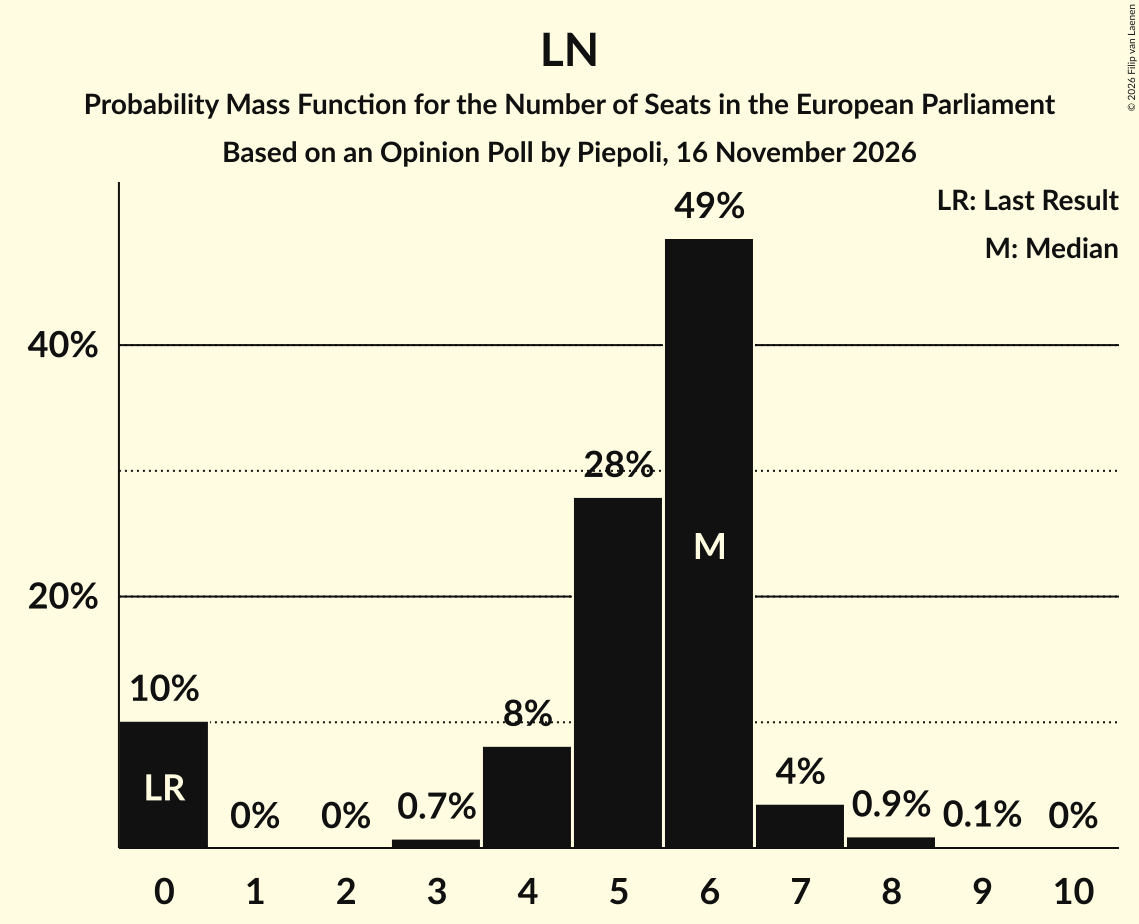 LN
Probability Mass Function for the Number of Seats in the European Parliament
Based on an Opinion Poll by Piepoli, 16 November 2026
© 2026 Filip van Laenen
LR: Last Result
M: Median
49%
40%
28%
M
20%
10%
8%
LR
4%
0%
0%
0.7%
0.9%
0.1%
0%
0 1 2 3 4 5 6 7 8 9 10